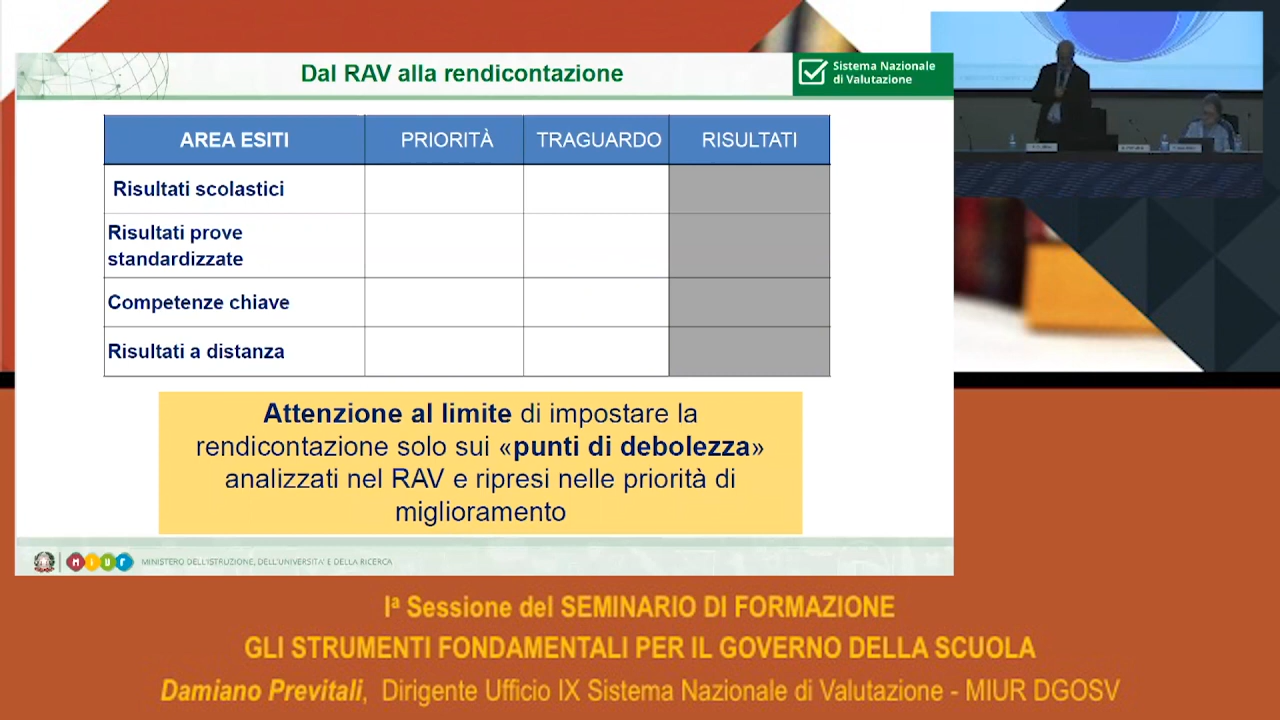 Dal RAV alla rendicontazione
Sistema Nazionale
di Valutazione
AREA ESITI PRIORITÀ TRAGUARDO RISULTATI
Risultati scolastici
Risultati prove
standardizzate
Competenze chiave
Risultati a distanza
Attenzione al limite di impostare la
rendicontazione solo sui «punti di debolezza»
analizzati nel RAV e ripresi nelle priorità di
miglioramento
MIUR MINISTERO DELL'ISTRUZIONE, DELL'UNIVERSITA' E DELLA RICERCA
Iª Sessione del SEMINARIO DI FORMAZIONE
GLI STRUMENTI FONDAMENTALI PER IL GOVERNO DELLA SCUOLA
Damiano Previtali, Dirigente Ufficio IX Sistema Nazionale di Valutazione - MIUR DGOSV